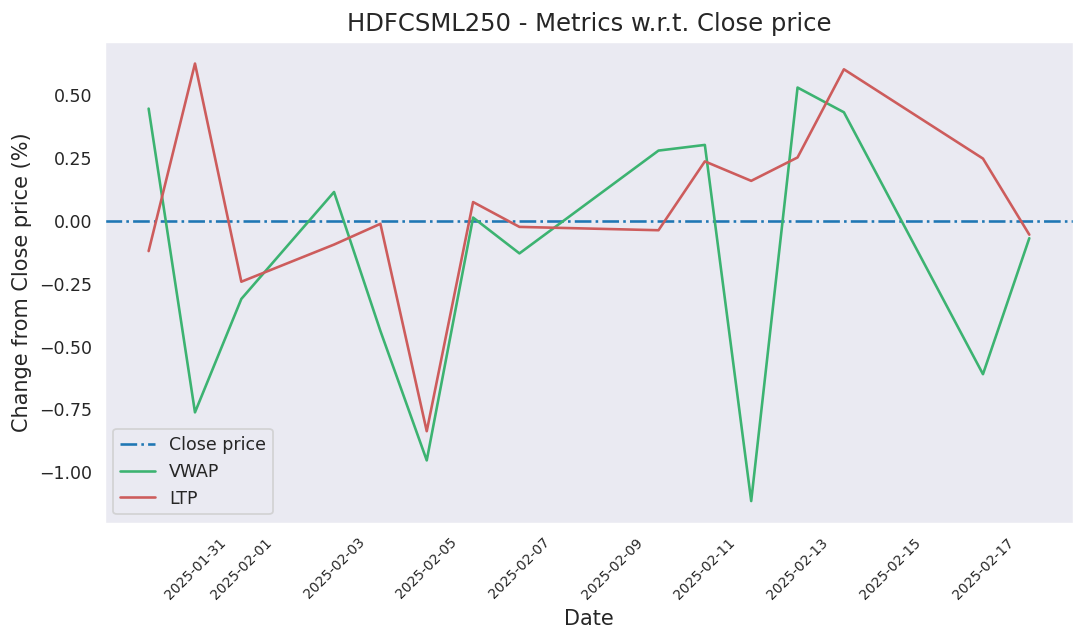 HDFCSML250 - Metrics w.r.t. Close price
Change from Close price (%)
0.50
0.25
0.00
−0.25
−0.50
−0.75
−1.00
Close price
VWAP
LTP
2025-01-31
2025-02-01
2025-02-03
2025-02-05
2025-02-07
2025-02-09
2025-02-11
2025-02-13
2025-02-15
2025-02-17
Date